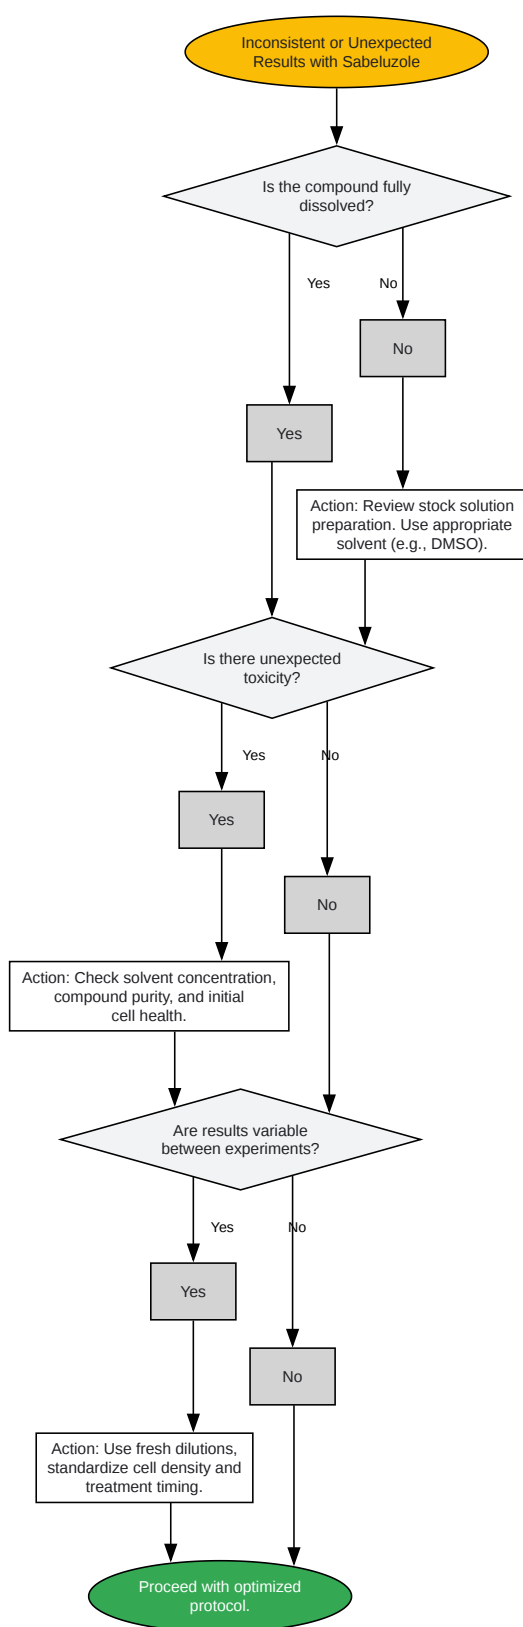 Inconsistent or Unexpected
Results with Sabeluzole
Is the compound fully
dissolved?
Yes
No
No
Yes
Action: Review stock solution
preparation. Use appropriate
solvent (e.g., DMSO).
Is there unexpected
toxicity?
Yes
No
Yes
No
Action: Check solvent concentration,
compound purity, and initial
cell health.
Are results variable
between experiments?
Yes
No
Yes
No
Action: Use fresh dilutions,
standardize cell density and
treatment timing.
Proceed with optimized
protocol.